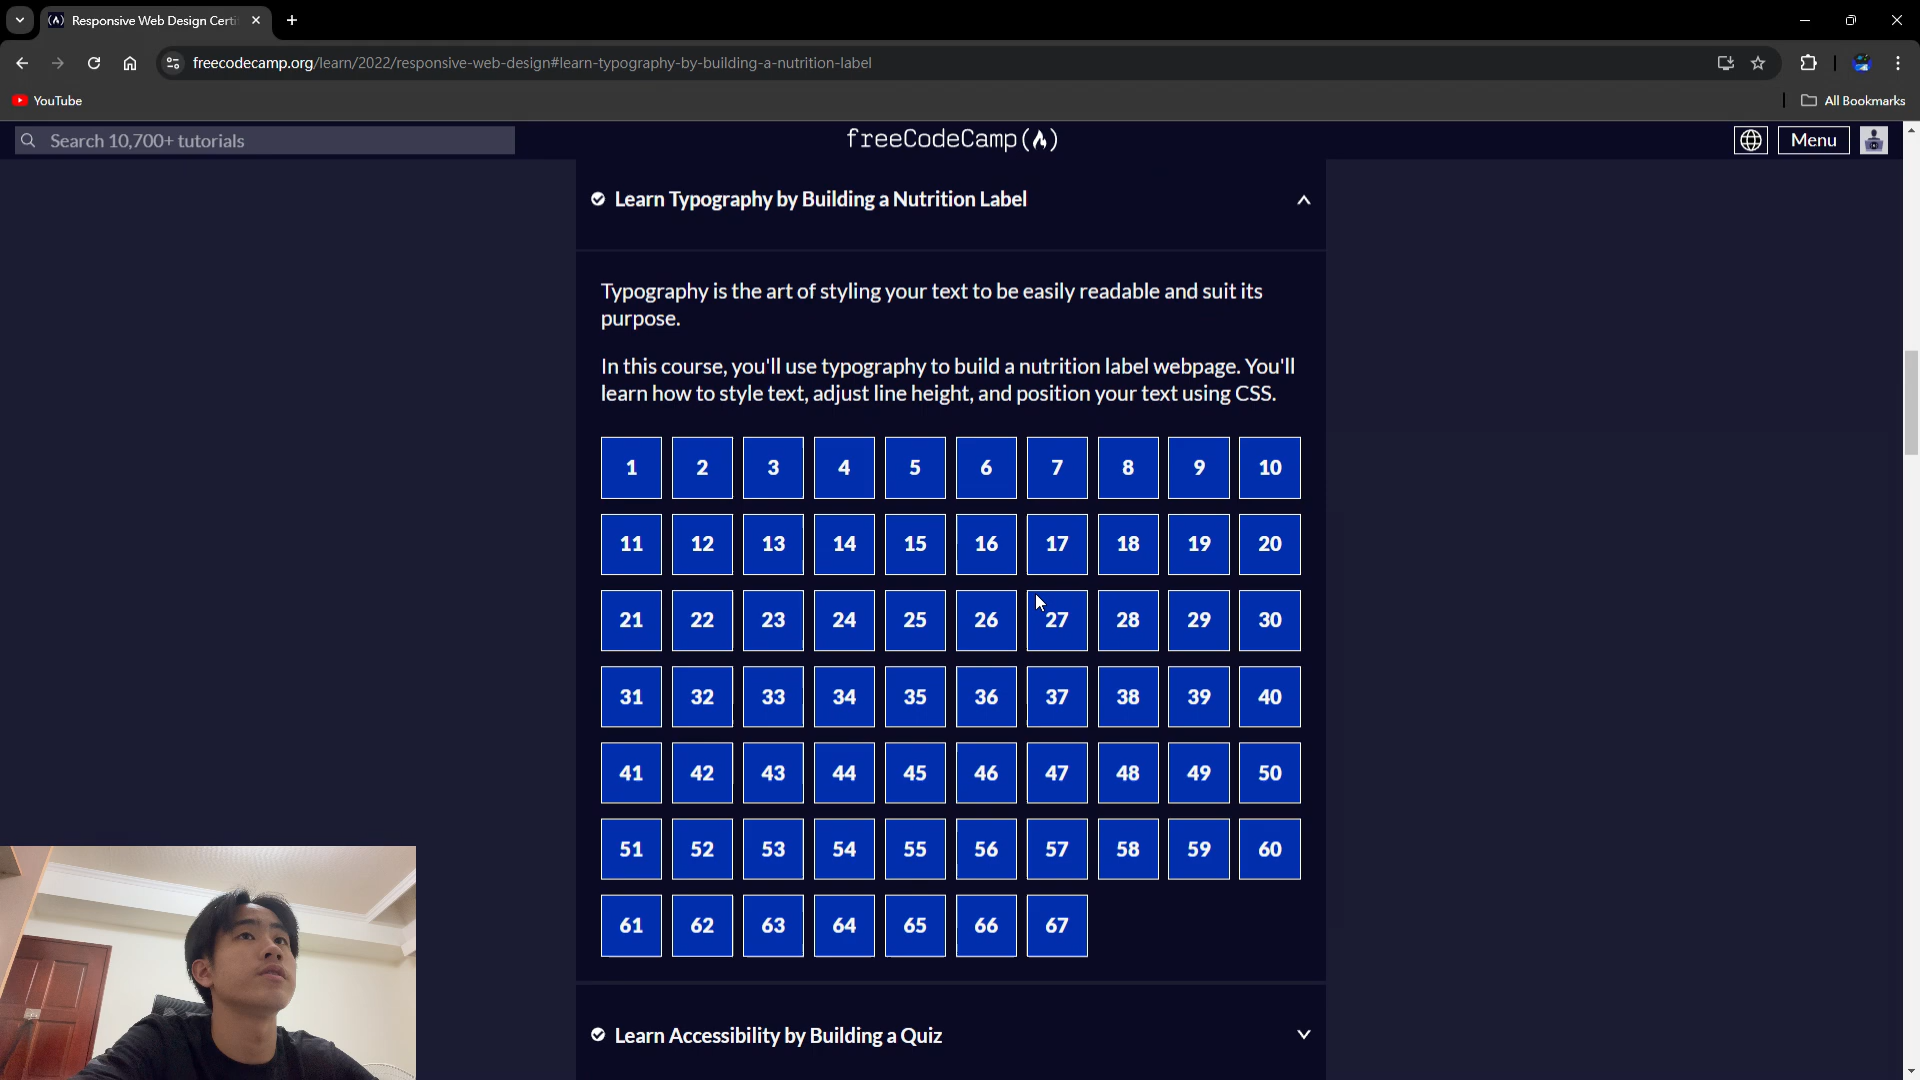 Responsive Web Design Certi
freecodecamp.org/learn/2022/responsive-web-design#learn-typography-by-building-a-nutrition-label
YouTube
All Bookmarks
Search 10,700+ tutorials
freeCodeCamp
Menu
Learn Typography by Building a Nutrition Label
Typography is the art of styling your text to be easily readable and suit its
purpose.
In this course, you'll use typography to build a nutrition label webpage. You'll
learn how to style text, adjust line height, and position your text using CSS.
1 2 3 4 5 6 7 8 9 10
11 12 13 14 15 16 17 18 19 20
21 22 23 24 25 26 27 28 29 30
31 32 33 34 35 36 37 38 39 40
41 42 43 44 45 46 47 48 49 50
51 52 53 54 55 56 57 58 59 60
61 62 63 64 65 66 67
Learn Accessibility by Building a Quiz